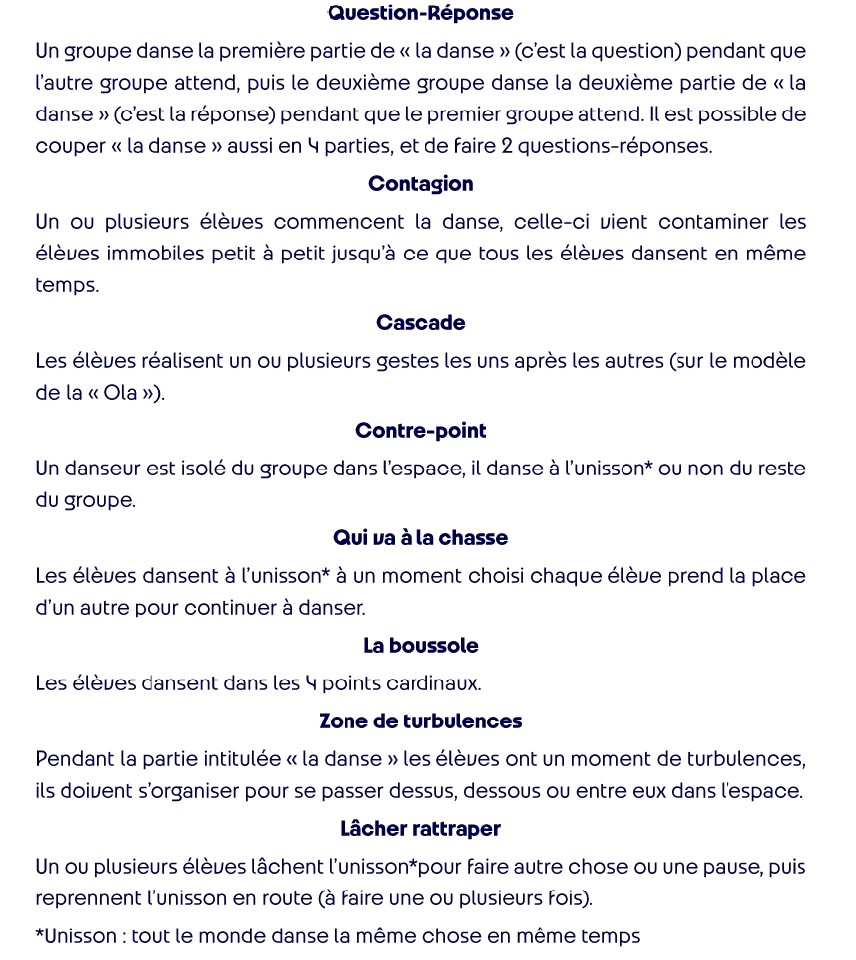 Question-Réponse
Un groupe danse la première partie de « la danse » (c'est la question) pendant que
l'autre groupe attend, puis le deuxième groupe danse la deuxième partie de « la
danse » (c'est la réponse) pendant que le premier groupe attend. Il est possible de
couper « la danse » aussi en 4 parties, et de faire 2 questions-réponses.
Contagion
Un ou plusieurs élèves commencent la danse, celle-ci vient contaminer les
élèves immobiles petit à petit jusqu'à ce que tous les élèves dansent en même
temps.
Cascade
Les élèves réalisent un ou plusieurs gestes les uns après les autres (sur le modèle
de la « Ola »).
Contre-point
Un danseur est isolé du groupe dans l'espace, il danse à l'unisson* ou non du reste
du groupe.
Qui va à la chasse
Les élèves dansent à l'unisson* à un moment choisi chaque élève prend la place
d'un autre pour continuer à danser.
La boussole
Les élèves dansent dans les 4 points cardinaux.
Zone de turbulences
Pendant la partie intitulée « la danse » les élèves ont un moment de turbulences,
ils doivent s'organiser pour se passer dessus, dessous ou entre eux dans l'espace.
Lâcher rattraper
Un ou plusieurs élèves lâchent l'unisson*pour faire autre chose ou une pause, puis
reprennent l'unisson en route (à faire une ou plusieurs fois).
*Unisson : tout le monde danse la même chose en même temps